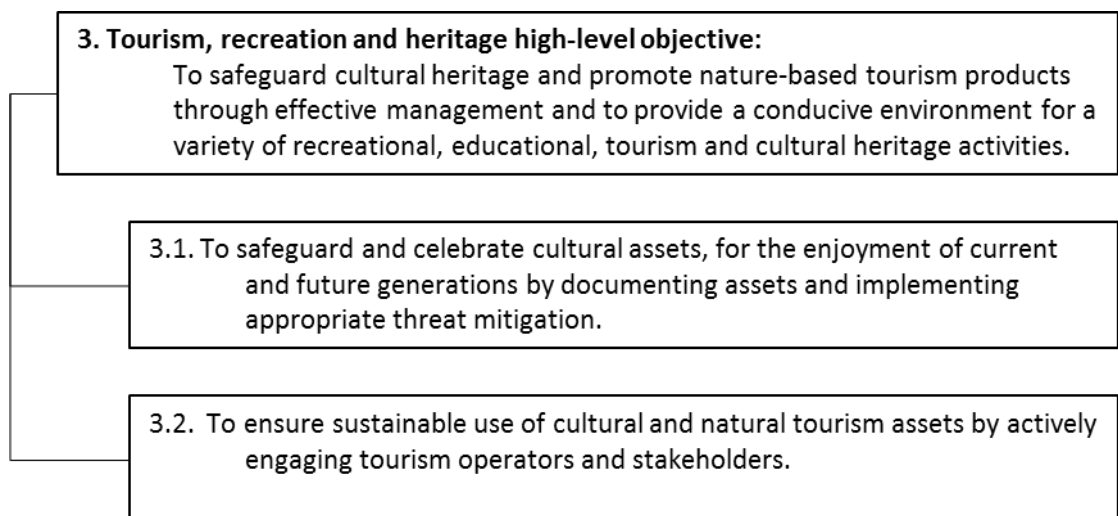 3. Tourism, recreation and heritage high-level objective:
To safeguard cultural heritage and promote nature-based tourism products
through effective management and to provide a conducive environment for a
variety of recreational, educational, tourism and cultural heritage activities.
3.1. To safeguard and celebrate cultural assets, for the enjoyment of current
and future generations by documenting assets and implementing
appropriate threat mitigation.
3.2. To ensure sustainable use of cultural and natural tourism assets by actively
engaging tourism operators and stakeholders.